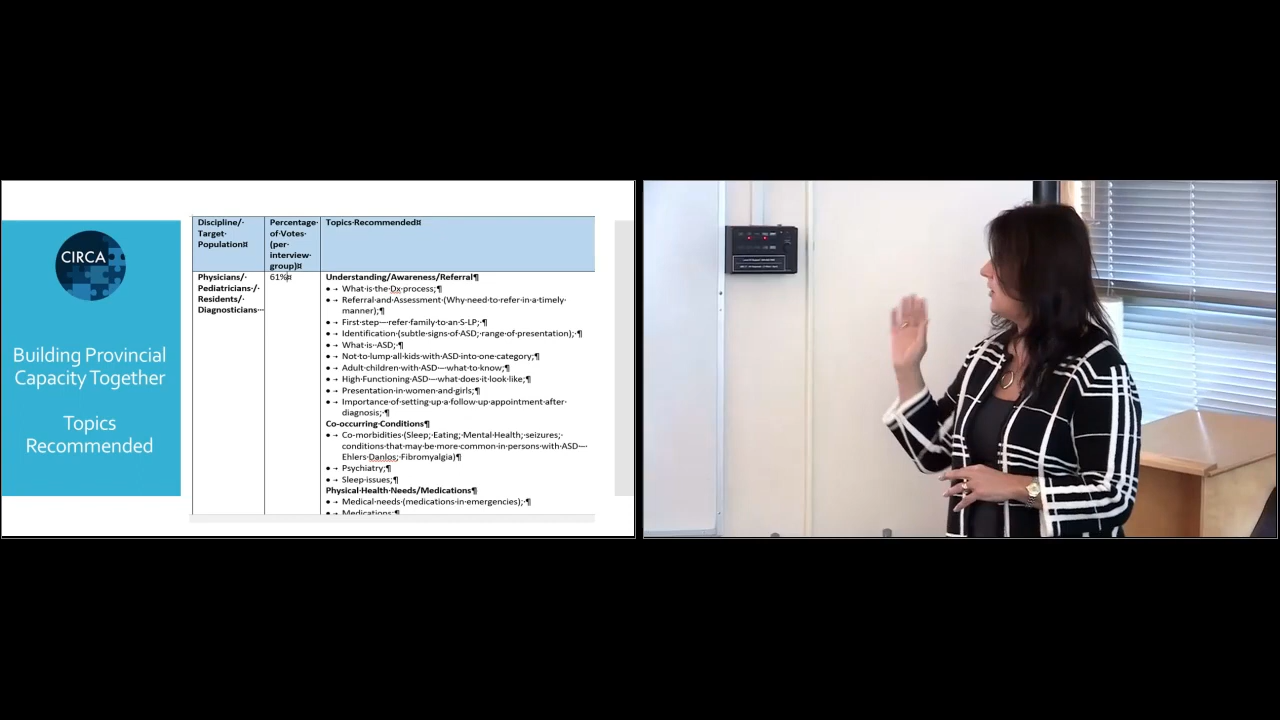 CIRCA
Building Provincial
Capacity Together
Topics
Recommended
Discipline/·
Target·
Population¤
Percentage·
of·Votes·
(per·
interview·
group)¤
Topics·Recommended¤
Physicians/·
Pediatricians·/·
Residents/·
Diagnosticians·
61%¤
Understanding/Awareness/Referral¶
●→What·is·the·Dx·process;¶
●→Referral·and·Assessment·(Why·need·to·refer·in·a·timely·
manner);¶
●→First·step·—·refer·family·to·an·S-LP;·¶
●→Identification·(subtle·signs·of·ASD;·range·of·presentation);·¶
●→What·is··ASD;·¶
●→Not·to·lump·all·kids·with·ASD·into·one·category;¶
●→Adult·children·with·ASD·—·what·to·know;¶
●→High·Functioning·ASD·—·what·does·it·look·like;¶
●→Presentation·in·women·and·girls;¶
●→Importance·of·setting·up·a·follow·up·appointment·after·
diagnosis;·¶
Co-occurring·Conditions¶
●→Co-morbidities·(Sleep;·Eating;·Mental·Health;·seizures;·
conditions·that·may·be·more·common·in·persons·with·ASD·—·
Ehlers·Danlos;·Fibromyalgia)¶
●→Psychiatry;¶
●→Sleep·issues;¶
Physical·Health·Needs/Medications¶
●→Medical·needs·(medications·in·emergencies);·¶
●→Medications;¶